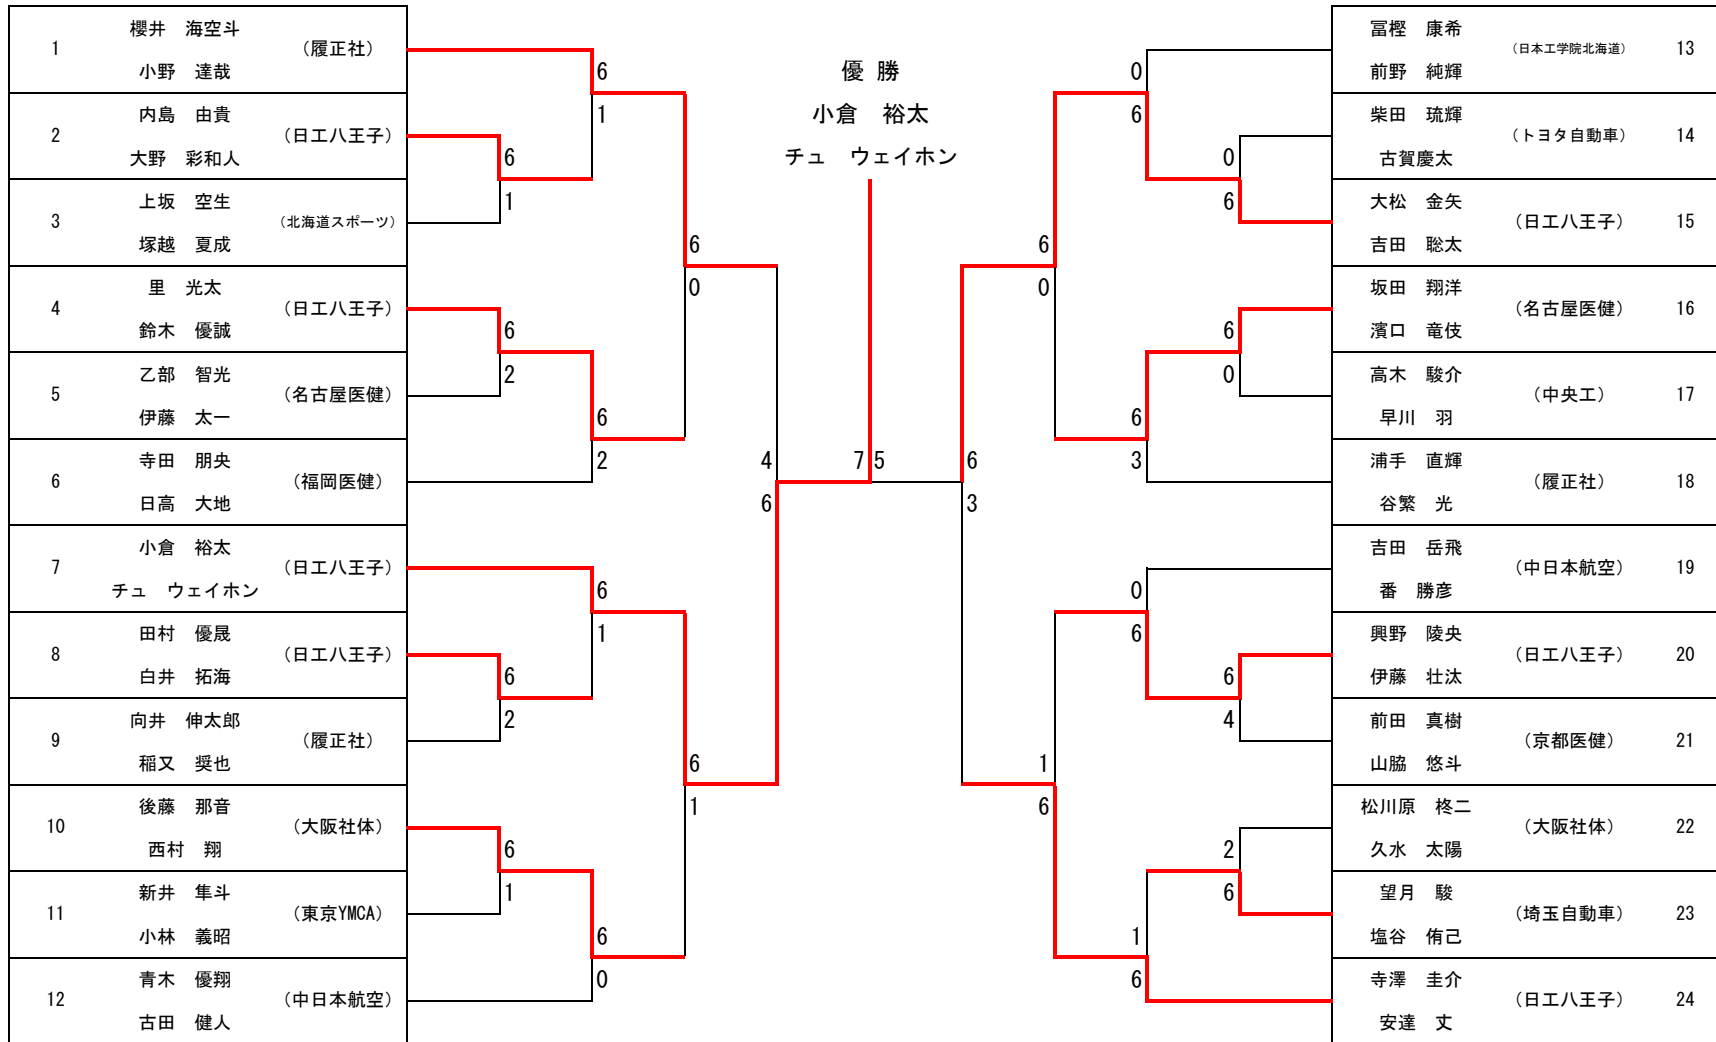 1
櫻井　海空斗
小野　達哉
（履正社）
2
内島　由貴
大野　彩和人
（日工八王子）
3
上坂　空生
塚越　夏成
（北海道スポーツ）
4
里　光太
鈴木　優誠
（日工八王子）
5
乙部　智光
伊藤　太一
（名古屋医健）
6
寺田　朋央
日高　大地
（福岡医健）
7
小倉　裕太
チュ　ウェイホン
（日工八王子）
8
田村　優晟
白井　拓海
（日工八王子）
9
向井　伸太郎
稲又　奨也
（履正社）
10
後藤　那音
西村　翔
（大阪社体）
11
新井　隼斗
小林　義昭
（東京YMCA）
12
青木　優翔
古田　健人
（中日本航空）
6
1
6
1
6
2
6
2
6
0
6
1
6
2
6
1
6
0
6
1
4
6
優 勝
小倉　裕太
チュ　ウェイホン
7
5
6
3
0
6
0
6
6
0
6
0
6
3
0
6
6
4
1
6
2
6
1
6
冨樫　康希
前野　純輝
（日本工学院北海道）
13
柴田　琉輝
古賀慶太
（トヨタ自動車）
14
大松　金矢
吉田　聡太
（日工八王子）
15
坂田　翔洋
濱口　竜伎
（名古屋医健）
16
高木　駿介
早川　羽
（中央工）
17
浦手　直輝
谷繁　光
（履正社）
18
吉田　岳飛
番　勝彦
（中日本航空）
19
興野　陵央
伊藤　壮汰
（日工八王子）
20
前田　真樹
山脇　悠斗
（京都医健）
21
松川原　柊二
久水　太陽
（大阪社体）
22
望月　駿
塩谷　侑己
（埼玉自動車）
23
寺澤　圭介
安達　丈
（日工八王子）
24